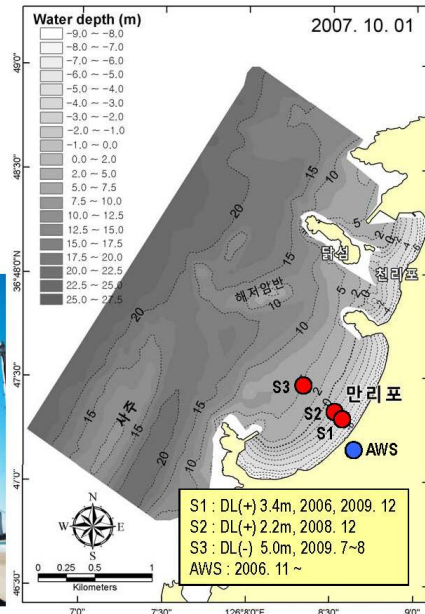 Water depth (m)
2007. 10. 01
-9.0 ~ -8.0
-8.0 ~ -7.0
-7.0 ~ -6.0
-6.0 ~ -5.0
-5.0 ~ -4.0
-4.0 ~ -3.0
-3.0 ~ -2.0
-2.0 ~ -1.0
-1.0 ~ 0.0
0.0 ~ 2.0
2.0 ~ 5.0
5.0 ~ 7.5
7.5 ~ 10.0
10.0 ~ 12.5
12.5 ~ 15.0
15.0 ~ 17.5
17.5 ~ 20.0
20.0 ~ 22.5
22.5 ~ 25.0
25.0 ~ 27.5
49'0"
48'30"
36°48'0"N
47'30"
47'0"
46'30"
15
10
20
5
닭섬
천리포
15
해저암반
10
5
10
20
15
사주
15
20
만리포
S3
S2
S1
AWS
N
W
E
S
0 0.25 0.5 1
Kilometers
S1 : DL(+) 3.4m, 2006, 2009. 12
S2 : DL(+) 2.2m, 2008. 12
S3 : DL(-) 5.0m, 2009. 7~8
AWS : 2006. 11 ~
7'0"
7'30"
126°8'0"E
8'30"
9'0"